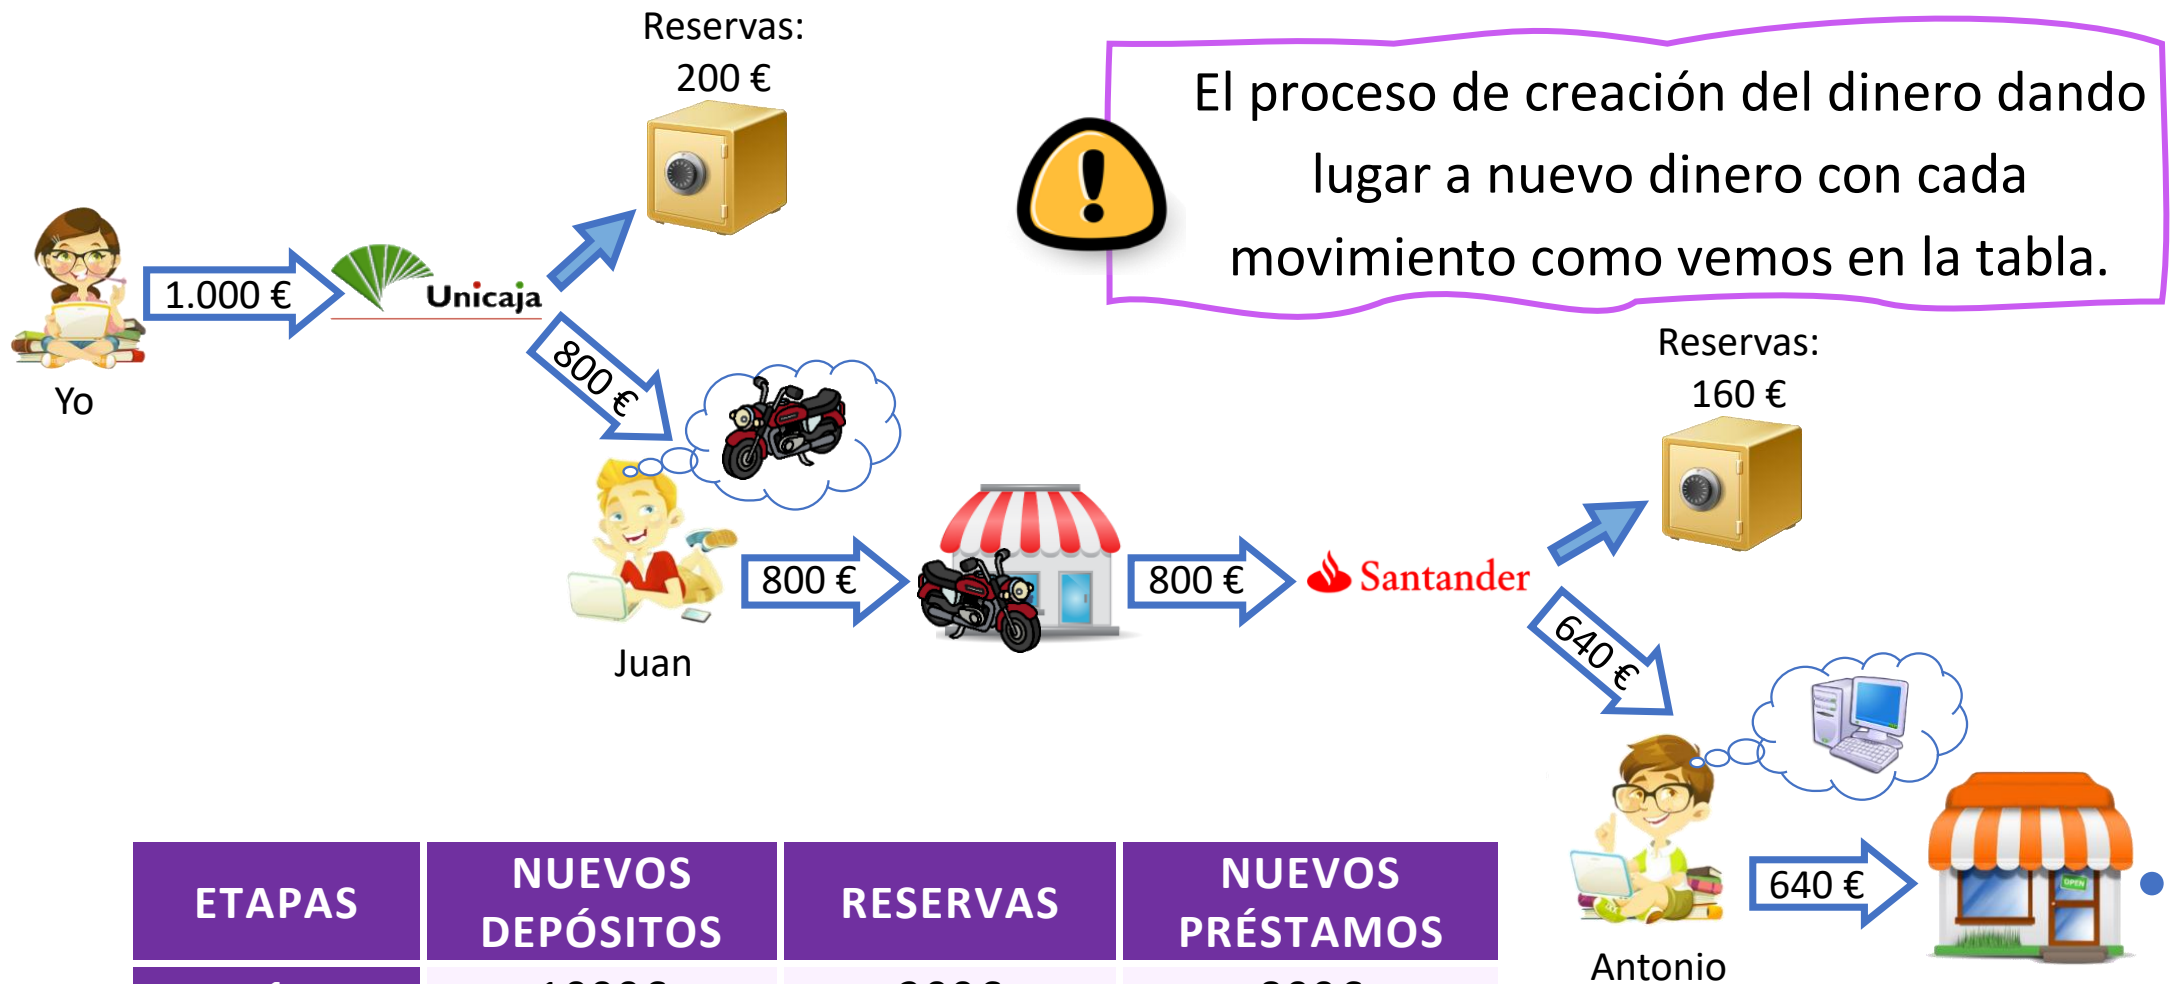 Reservas:
200 €
El proceso de creación del dinero dando
lugar a nuevo dinero con cada
movimiento como vemos en la tabla.
1.000 €
Unicaja
Yo
800 €
Reservas:
160 €
Juan
800 €
800 €
Santander
640 €
Antonio
640 €
OPEN
ETAPAS
NUEVOS
DEPÓSITOS
RESERVAS
NUEVOS
PRÉSTAMOS